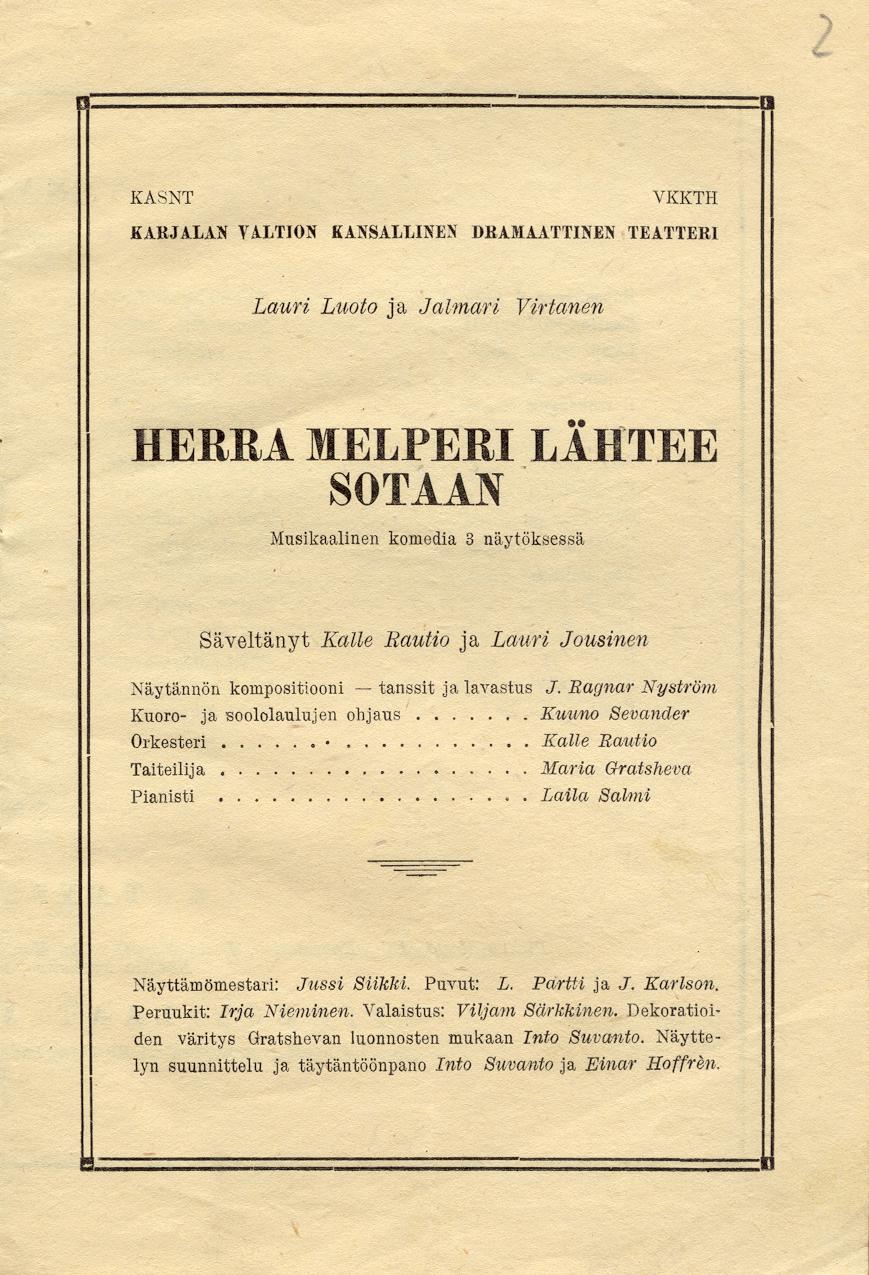 2
KASNT VKKTH
KARJALAN VALTION KANSALLINEN DRAMAATTINEN TEATTERI
Lauri Luoto ja Jalmari Virtanen
HERRA MELPERI LÄHTEE
SOTAAN
Musikaalinen komedia 3 näytöksessä
Säveltänyt Kalle Rautio ja Lauri Jousinen
Näytännön kompositiooni — tanssit ja lavastus J. Ragnar Nyström
Kuoro- ja soololaulujen ohjaus . . . . . . . Kuuno Sevander
Orkesteri . . . . . . . . . . . . . . . . . . Kalle Rautio
Taiteilija . . . . . . . . . . . . . . . . . . Maria Gratsheva
Pianisti . . . . . . . . . . . . . . . . . . Laila Salmi
Näyttämömestari: Jussi Siikki. Puvut: L. Partti ja J. Karlson.
Peruukit: Irja Nieminen. Valaistus: Viljam Särkkinen. Dekoratioi-
den väritys Gratshevan luonnosten mukaan Into Suvanto. Näytte-
lyn suunnittelu ja täytäntöönpano Into Suvanto ja Einar Hoffrèn.